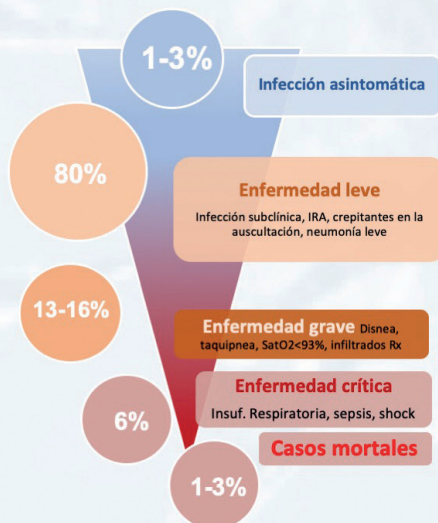 1-3%
Infección asintomática
80%
Enfermedad leve
Infección subclínica, IRA, crepitantes en la
auscultación, neumonía leve
13-16%
Enfermedad grave Disnea,
taquipnea, SatO2<93%, infiltrados Rx
Enfermedad crítica
6%
Insuf. Respiratoria, sepsis, shock
Casos mortales
1-3%